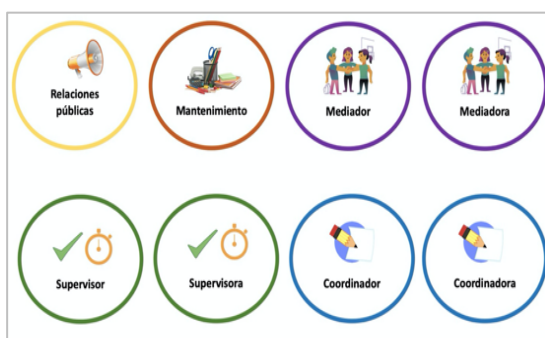 Relaciones
públicas
Mantenimiento
Mediador
Mediadora
Supervisor
Supervisora
Coordinador
Coordinadora